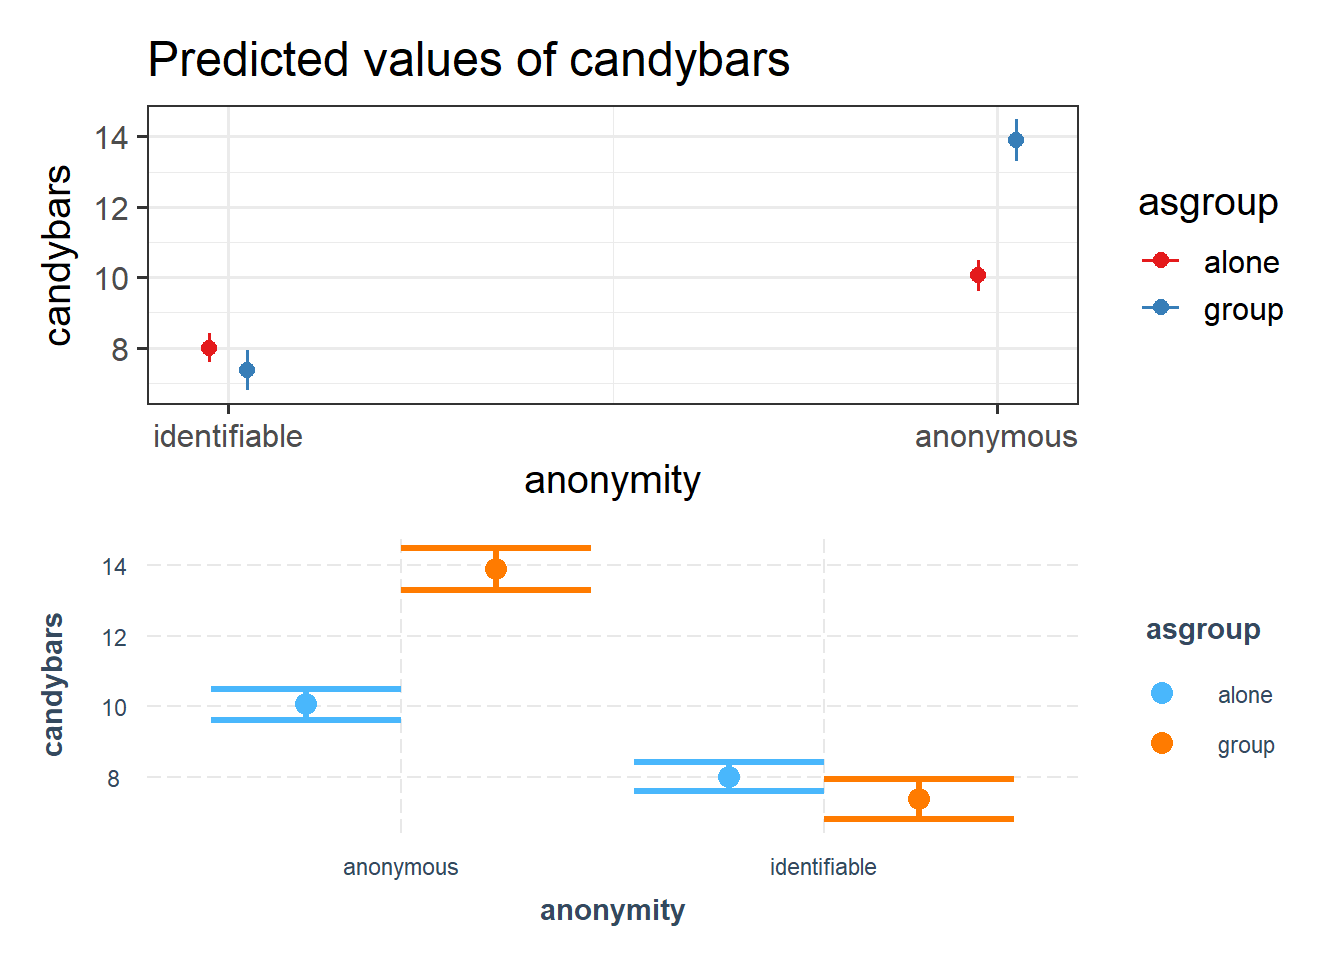 Predicted values of candybars
candybars
14
12
10
8
identifiable
anonymous
anonymity
asgroup
alone
group
candybars
14
12
10
8
anonymous
identifiable
anonymity
asgroup
alone
group